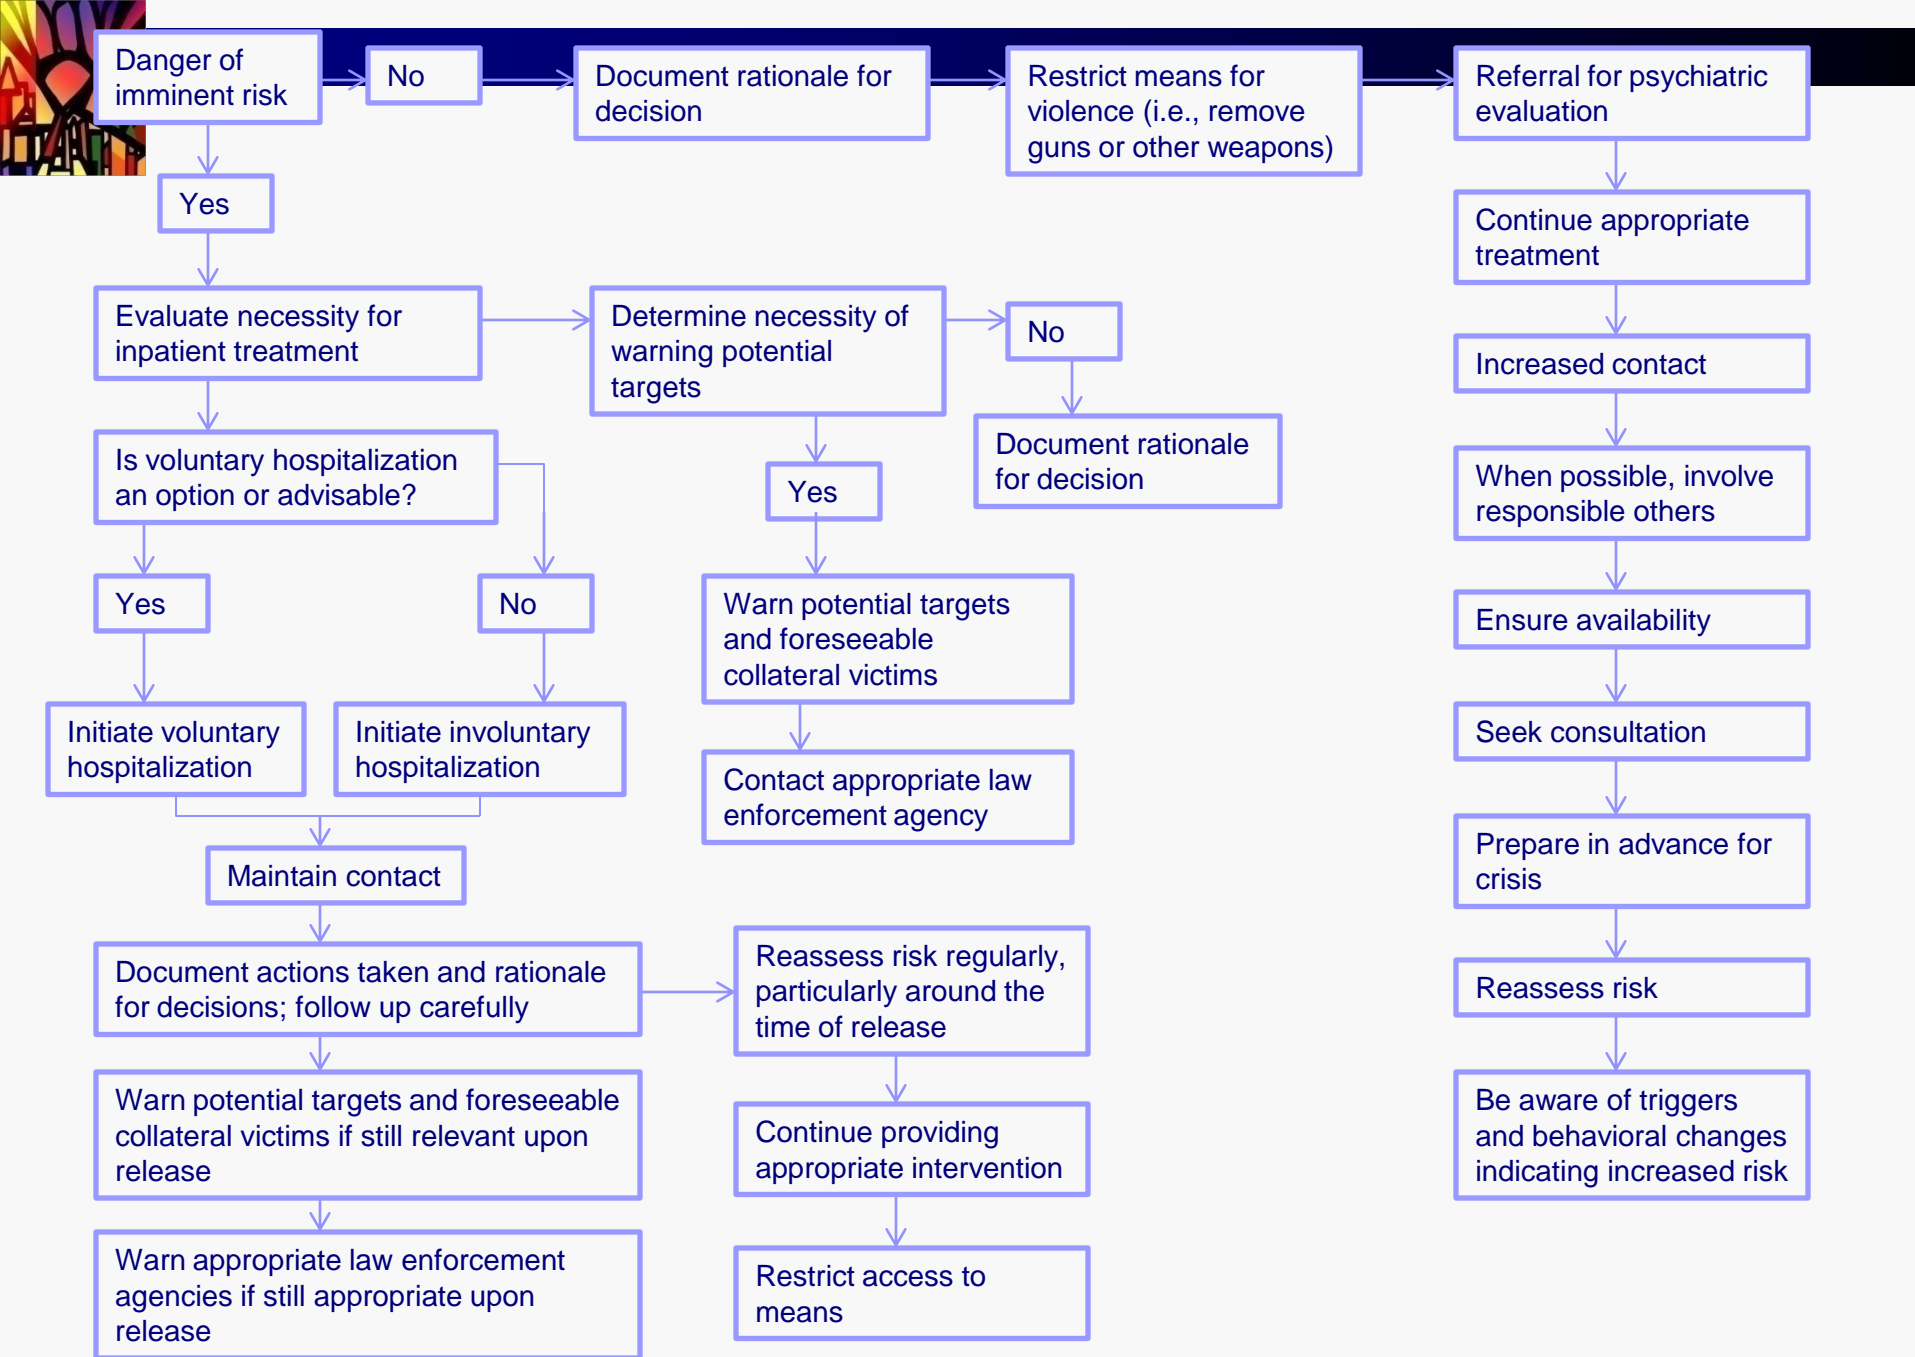 Danger of
imminent risk
No
Document rationale for
decision
Restrict means for
violence (i.e., remove
guns or other weapons)
Referral for psychiatric
evaluation
Yes
Continue appropriate
treatment
Evaluate necessity for
inpatient treatment
Determine necessity of
warning potential
targets
No
Increased contact
Is voluntary hospitalization
an option or advisable?
Document rationale
for decision
Yes
When possible, involve
responsible others
Yes
No
Warn potential targets
and foreseeable
collateral victims
Ensure availability
Initiate voluntary
hospitalization
Initiate involuntary
hospitalization
Contact appropriate law
enforcement agency
Seek consultation
Maintain contact
Prepare in advance for
crisis
Document actions taken and rationale
for decisions; follow up carefully
Reassess risk regularly,
particularly around the
time of release
Reassess risk
Warn potential targets and foreseeable
collateral victims if still relevant upon
release
Continue providing
appropriate intervention
Be aware of triggers
and behavioral changes
indicating increased risk
Warn appropriate law enforcement
agencies if still appropriate upon
release
Restrict access to
means